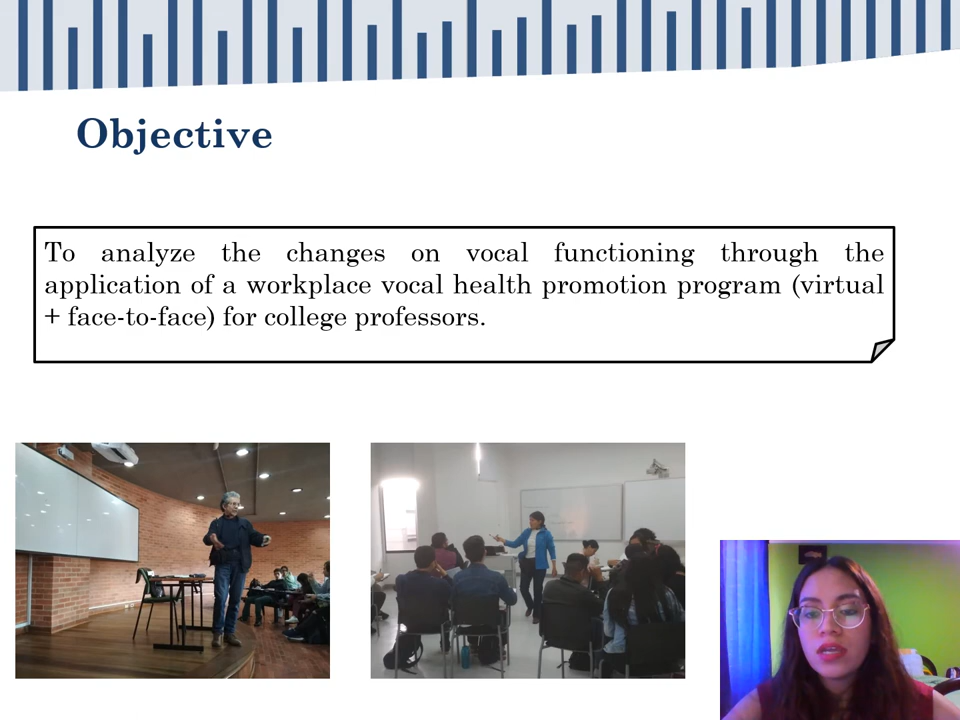 Objective
To analyze the changes on vocal functioning through the
application of a workplace vocal health promotion program (virtual
+ face-to-face) for college professors.